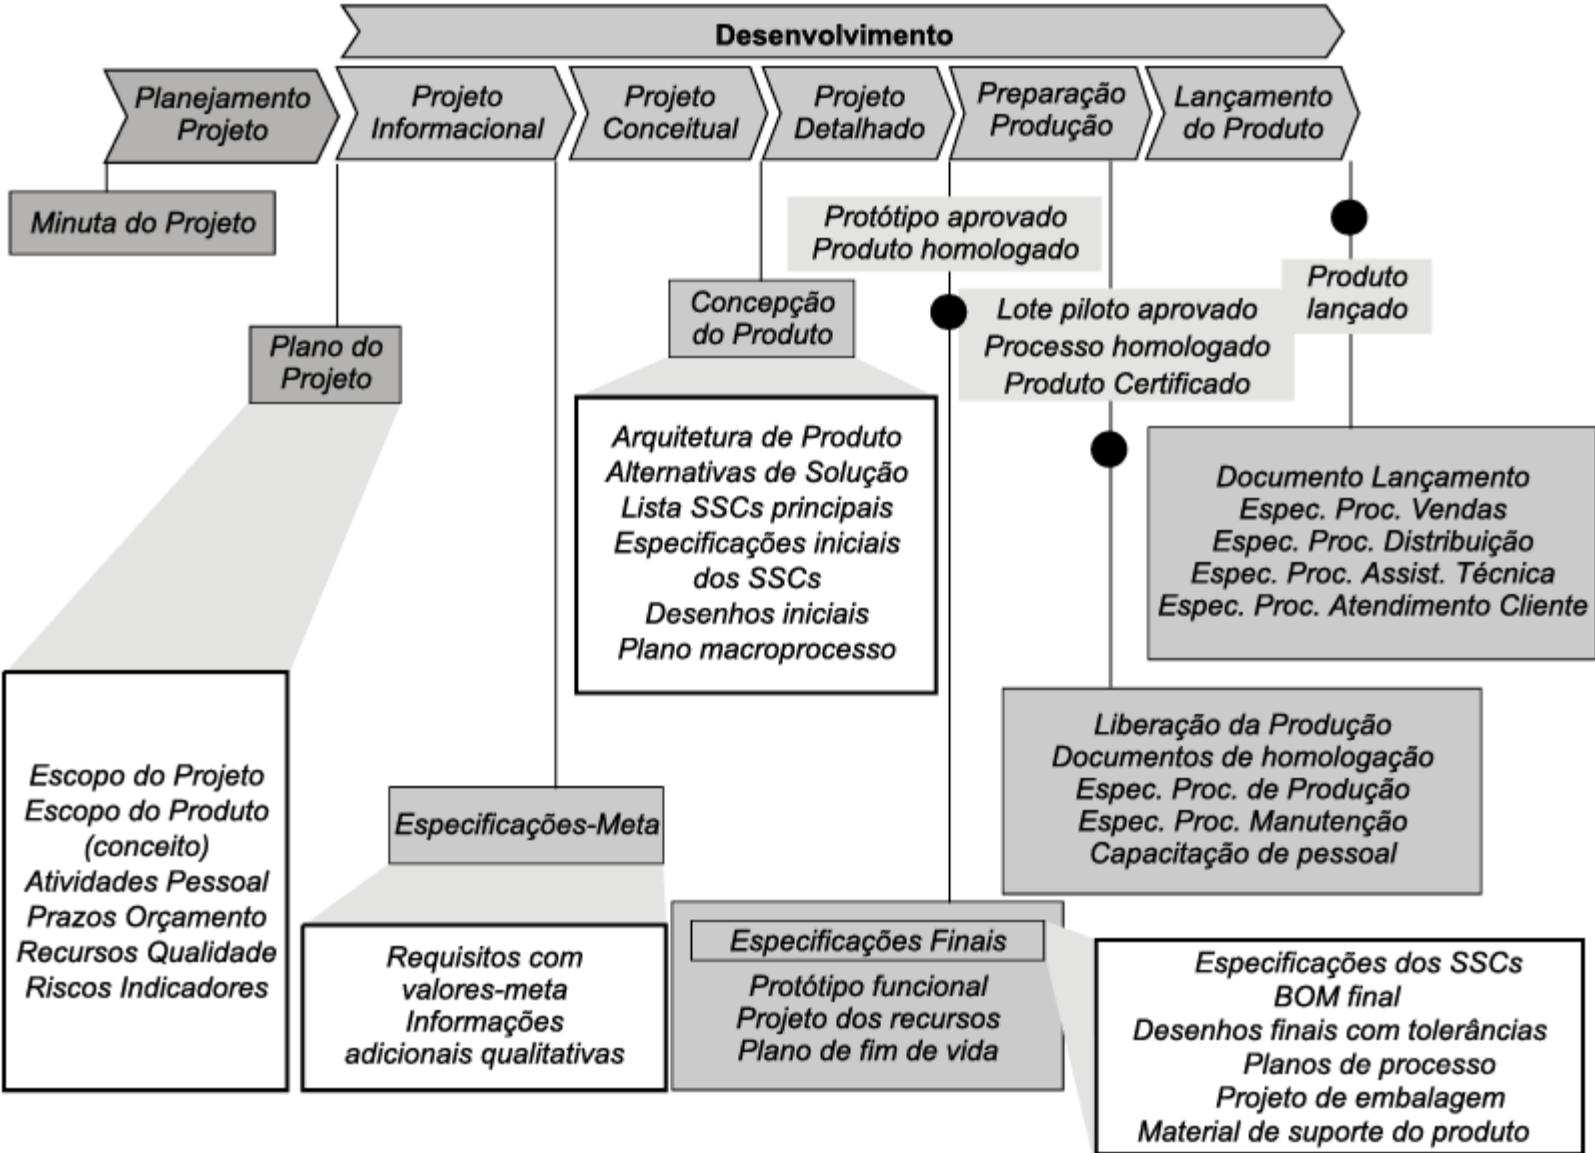 Desenvolvimento
Planejamento
Projeto
Projeto
Informacional
Projeto
Conceitual
Projeto
Detalhado
Preparação
Produção
Lançamento
do Produto
Minuta do Projeto
Protótipo aprovado
Produto homologado
Produto
lançado
Concepção
do Produto
Lote piloto aprovado
Processo homologado
Produto Certificado
Plano do
Projeto
Arquitetura de Produto
Alternativas de Solução
Lista SSCs principais
Especificações iniciais
dos SSCs
Desenhos iniciais
Plano macroprocesso
Documento Lançamento
Espec. Proc. Vendas
Espec. Proc. Distribuição
Espec. Proc. Assist. Técnica
Espec. Proc. Atendimento Cliente
Liberação da Produção
Documentos de homologação
Espec. Proc. de Produção
Espec. Proc. Manutenção
Capacitação de pessoal
Escopo do Projeto
Escopo do Produto
(conceito)
Atividades Pessoal
Prazos Orçamento
Recursos Qualidade
Riscos Indicadores
Especificações-Meta
Requisitos com
valores-meta
Informações
adicionais qualitativas
Especificações Finais
Protótipo funcional
Projeto dos recursos
Plano de fim de vida
Especificações dos SSCs
BOM final
Desenhos finais com tolerâncias
Planos de processo
Projeto de embalagem
Material de suporte do produto